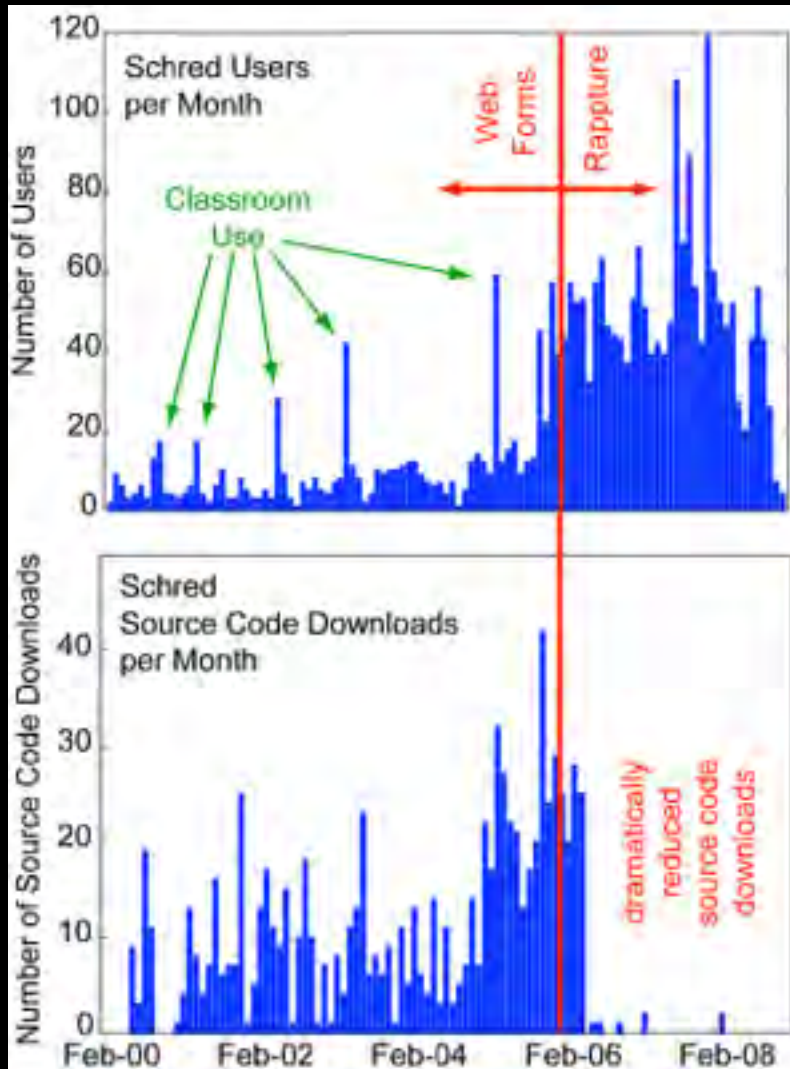 Schred Users
per Month
Number of Users
120
100
80
60
40
20
0
Classroom
Use
Web
Forms
Rappture
Schred
Source Code Downloads
per Month
Number of Source Code Downloads
40
30
20
10
0
dramatically
reduced
source code
downloads
Feb-00
Feb-02
Feb-04
Feb-06
Feb-08